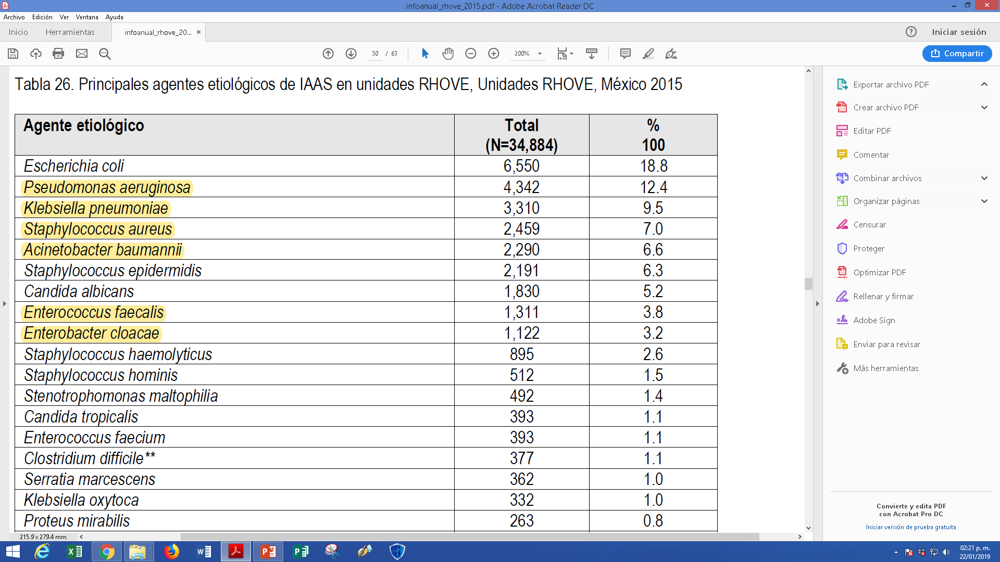 infoanual_rhove_2015.pdf - Adobe Acrobat Reader DC
Archivo Edición Ver Ventana Ayuda
Inicio Herramientas infoanual_rhove_20... × ? Iniciar sesión
30 / 63 200% Compartir
Tabla 26. Principales agentes etiológicos de IAAS en unidades RHOVE, Unidades RHOVE, México 2015
Agente etiológico Total %
(N=34,884) 100
Escherichia coli 6,550 18.8
Pseudomonas aeruginosa 4,342 12.4
Klebsiella pneumoniae 3,310 9.5
Staphylococcus aureus 2,459 7.0
Acinetobacter baumannii 2,290 6.6
Staphylococcus epidermidis 2,191 6.3
Candida albicans 1,830 5.2
Enterococcus faecalis 1,311 3.8
Enterobacter cloacae 1,122 3.2
Staphylococcus haemolyticus 895 2.6
Staphylococcus hominis 512 1.5
Stenotrophomonas maltophilia 492 1.4
Candida tropicalis 393 1.1
Enterococcus faecium 393 1.1
Clostridium difficile** 377 1.1
Serratia marcescens 362 1.0
Klebsiella oxytoca 332 1.0
Proteus mirabilis 263 0.8
215.9 x 279.4 mm
Exportar archivo PDF
Crear archivo PDF
Editar PDF
Comentar
Combinar archivos
Organizar páginas
Censurar
Proteger
Optimizar PDF
Rellenar y firmar
Adobe Sign
Enviar para revisar
Más herramientas
Convierte y edita PDF
con Acrobat Pro DC
Iniciar versión de prueba gratuita
02:21 p. m.
22/01/2019